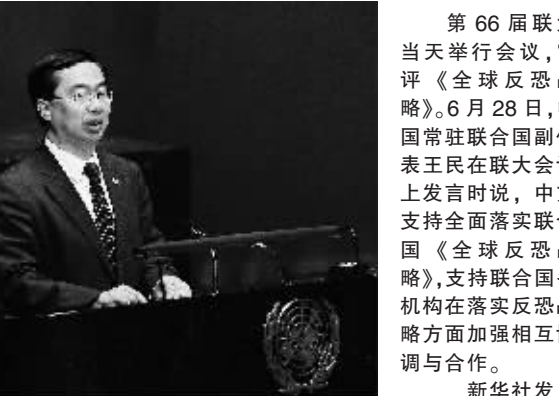 第 66 届联
当天举行会议,
评《全球反恐
略》。6 月 28 日,
国常驻联合国副
表王民在联大会
上发言时说，中
支持全面落实联
国《全球反恐
略》,支持联合国
机构在落实反恐
略方面加强相互
调与合作。
新华社发